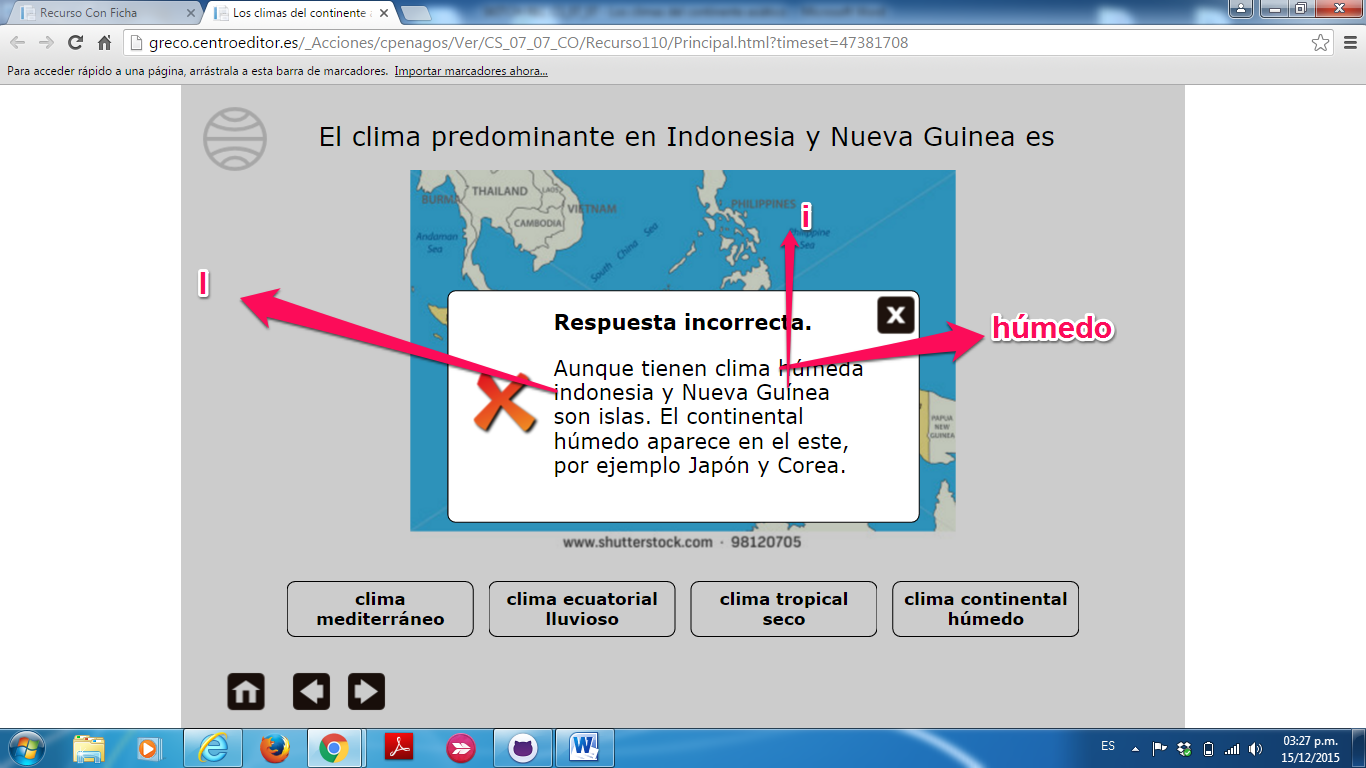 Recurso Con Ficha
Los climas del continente a
greco.centroeditor.es/_Acciones/cpenagos/Ver/CS_07_07_CO/Recurso110/Principal.html?timeset=47381708
Para acceder rápido a una página, arrástrala a esta barra de marcadores. Importar marcadores ahora...
El clima predominante en Indonesia y Nueva Guinea es
BURMA
THAILAND
LAOS
VIETNAM
CAMBODIA
PHILIPPINES
Andaman
Sea
South China Sea
Philippine
Sea
i
I
húmedo
Respuesta incorrecta.
Aunque tienen clima húmeda
indonesia y Nueva Guínea
son islas. El continental
húmedo aparece en el este,
por ejemplo Japón y Corea.
PAPUA
NEW
GUINEA
www.shutterstock.com · 98120705
clima
mediterráneo
clima ecuatorial
lluvioso
clima tropical
seco
clima continental
húmedo
ES
03:27 p.m.
15/12/2015